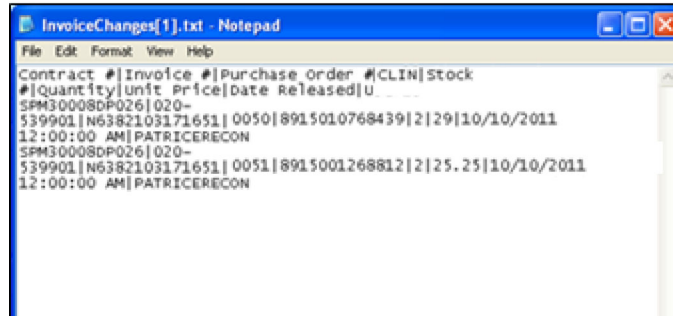 InvoiceChanges[1].txt - Notepad
File Edit Format View Help
Contract #|Invoice #|Purchase Order #|CLIN|Stock
#|Quantity|Unit Price|Date Released|U
SPM30008DP026|020-
539901|N6382103171651| 0050|8915010768439|2|29|10/10/2011
12:00:00 AM|PATRICERECON
SPM30008DP026|020-
539901|N6382103171651| 0051|8915001268812|2|25.25|10/10/2011
12:00:00 AM|PATRICERECON